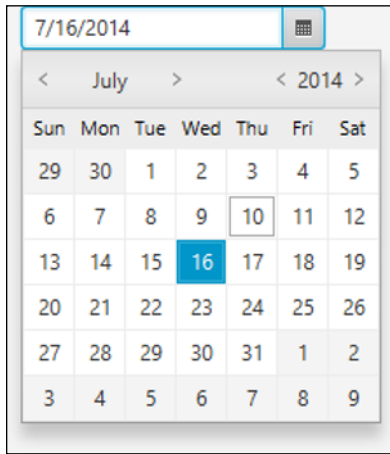 7/16/2014
< July > < 2014 >
Sun Mon Tue Wed Thu Fri Sat
29 30 1 2 3 4 5
6 7 8 9 10 11 12
13 14 15 16 17 18 19
20 21 22 23 24 25 26
27 28 29 30 31 1 2
3 4 5 6 7 8 9